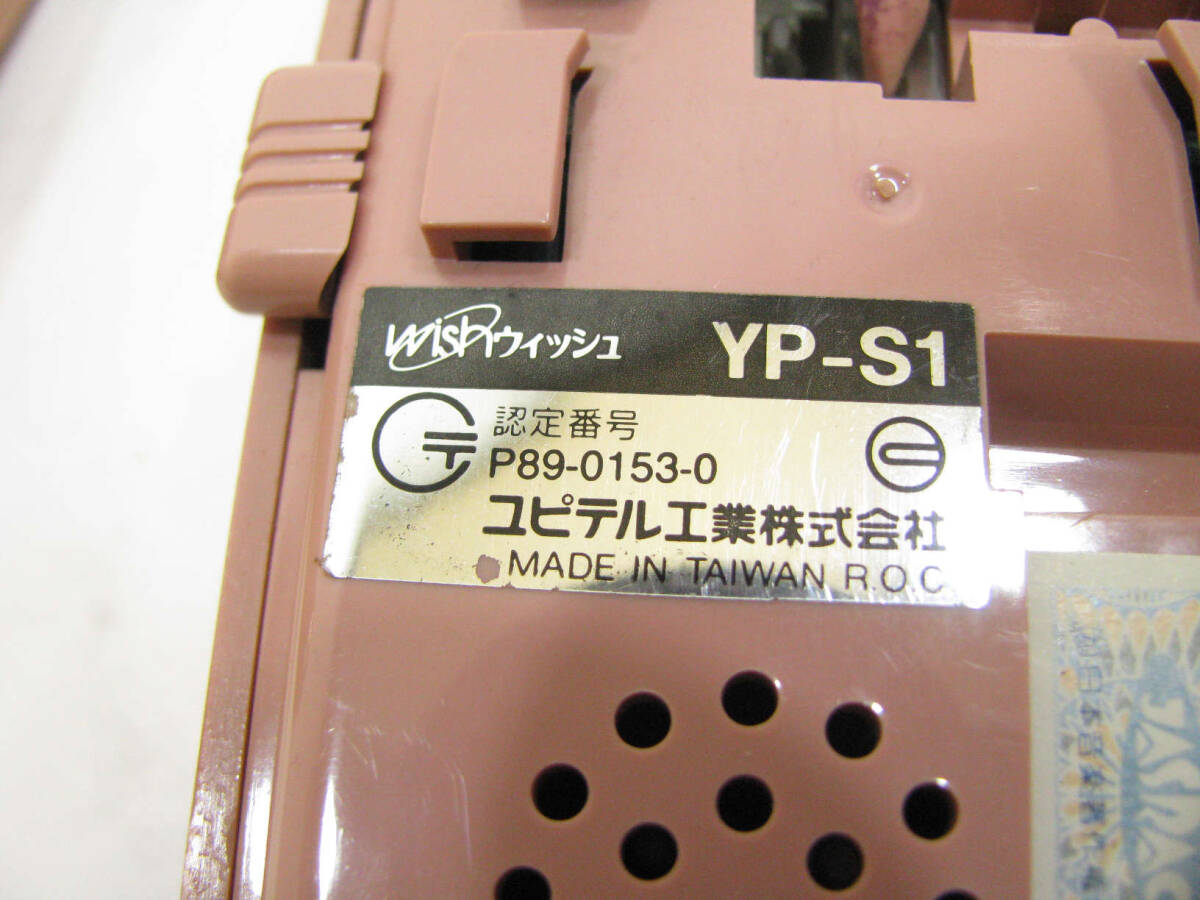 Wishウィッシュ YP-S1
認定番号
P89-0153-0
ユピテル工業株式会社
MADE IN TAIWAN R.O.C
JASRAC